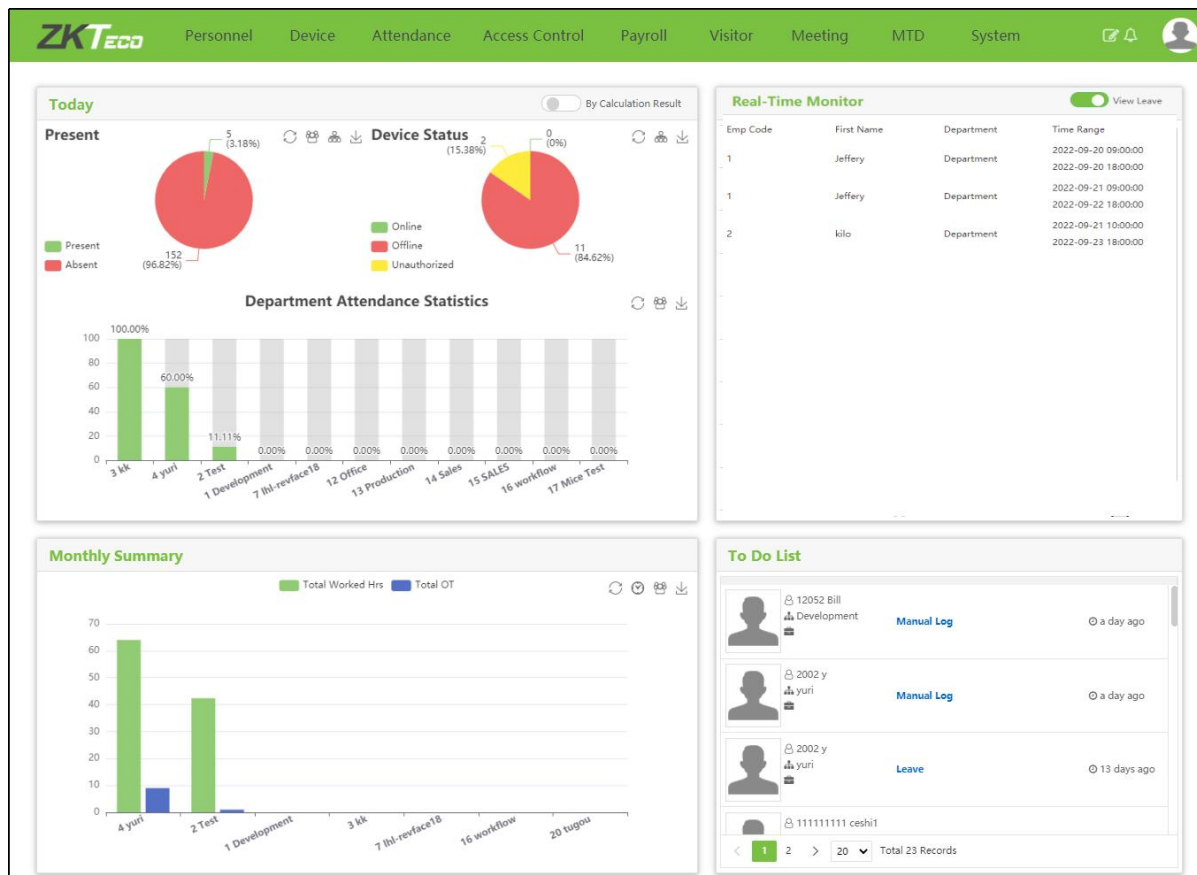 ZKTECO Personnel Device Attendance Access Control Payroll Visitor Meeting MTD System
Today By Calculation Result
Present
5
(3.18%)
152
(96.82%)
Present
Absent
Device Status
2
(15.38%)
0
(0%)
Online
Offline
Unauthorized
11
(84.62%)
Department Attendance Statistics
100
80
60
40
20
0
100.00%
60.00%
11.11%
0.00% 0.00% 0.00% 0.00% 0.00% 0.00% 0.00% 0.00%
3 kk
4 yuri
2 Test
1 Development
7 lhl-revface18
12 Office
13 Production
14 Sales
15 SALES
16 workflow
17 Mice Test
Real-Time Monitor View Leave
Emp Code First Name Department Time Range
1 Jeffery Department 2022-09-20 09:00:00
2022-09-20 18:00:00
1 Jeffery Department 2022-09-21 09:00:00
2022-09-22 18:00:00
2 kilo Department 2022-09-21 10:00:00
2022-09-23 18:00:00
Monthly Summary
Total Worked Hrs Total OT
70
60
50
40
30
20
10
0
4 yuri
2 Test
1 Development
3 kk
7 lhl-revface18
16 workflow
20 tugou
To Do List
12052 Bill
Development
Manual Log
a day ago
2002 y
yuri
Manual Log
a day ago
2002 y
yuri
Leave
13 days ago
111111111 ceshi1
< 1 2 > 20 Total 23 Records